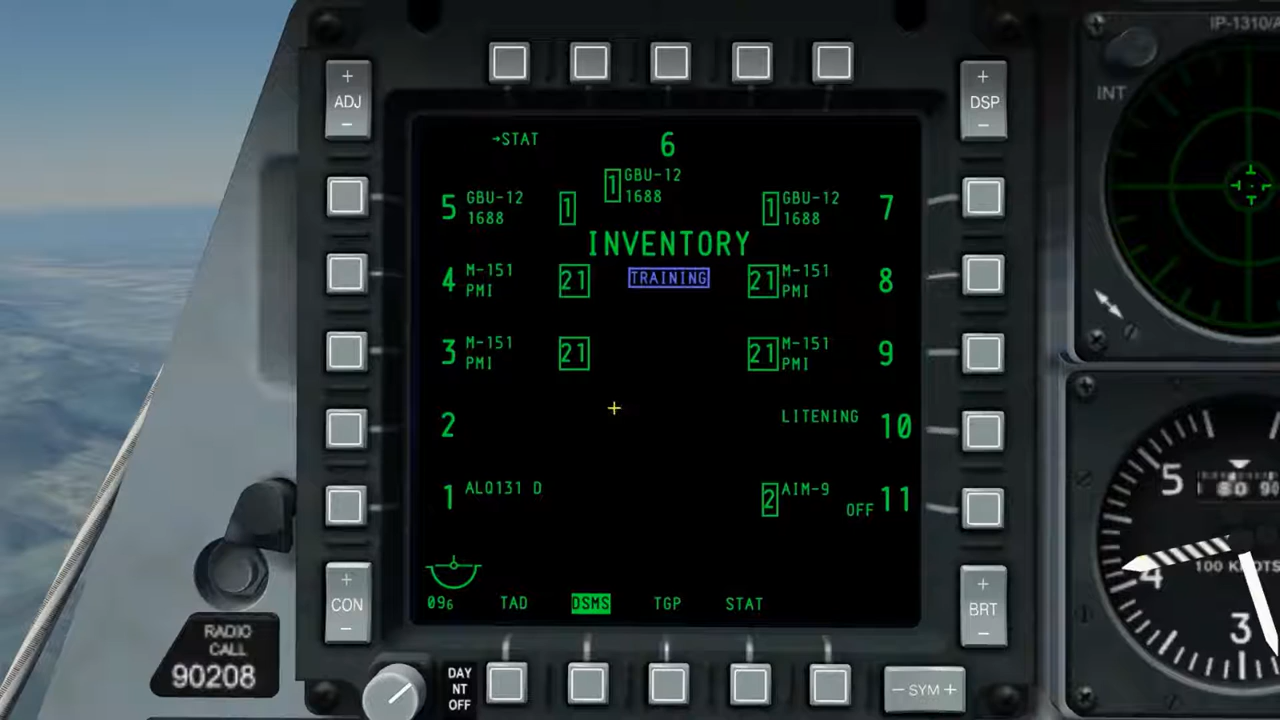 IP-1310/A
ADJ
DSP
INT
→STAT
6
1 GBU-12
1688
5 GBU-12 1
1688
1 GBU-12 7
1688
INVENTORY
4 M-151 21
PMI
TRAINING
21 M-151 8
PMI
3 M-151 21
PMI
21 M-151 9
PMI
2
LITENING 10
1 ALQ131 D
2 AIM-9 OFF 11
096 TAD DSMS TGP STAT
CON
BRT
5
4
3
100 KNOTS
RADIO
CALL
90208
DAY
NT
OFF
- SYM +